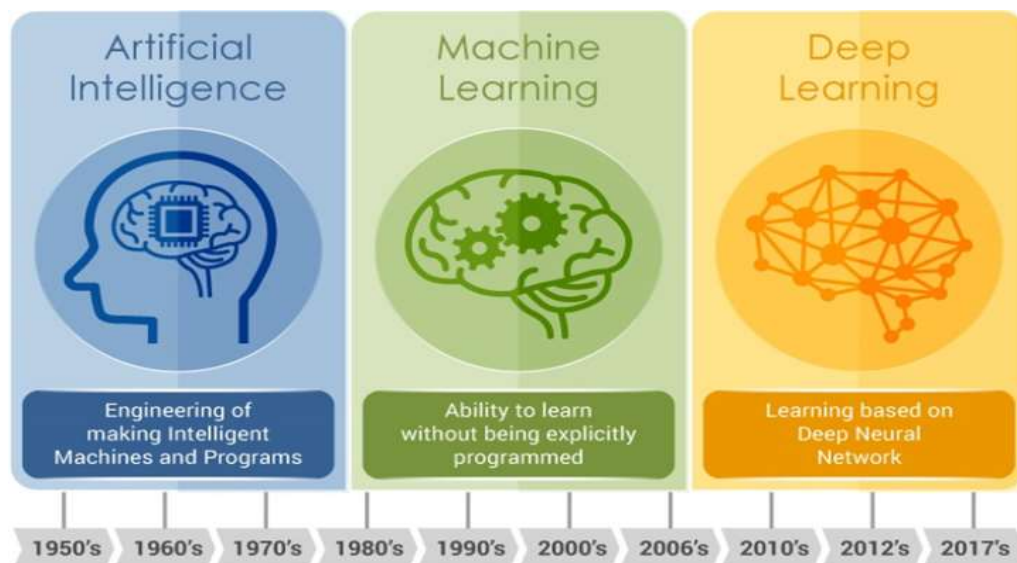 Artificial
Intelligence
Engineering of
making Intelligent
Machines and Programs
Machine
Learning
Ability to learn
without being explicitly
programmed
Deep
Learning
Learning based on
Deep Neural
Network
1950's
1960's
1970's
1980's
1990's
2000's
2006's
2010's
2012's
2017's